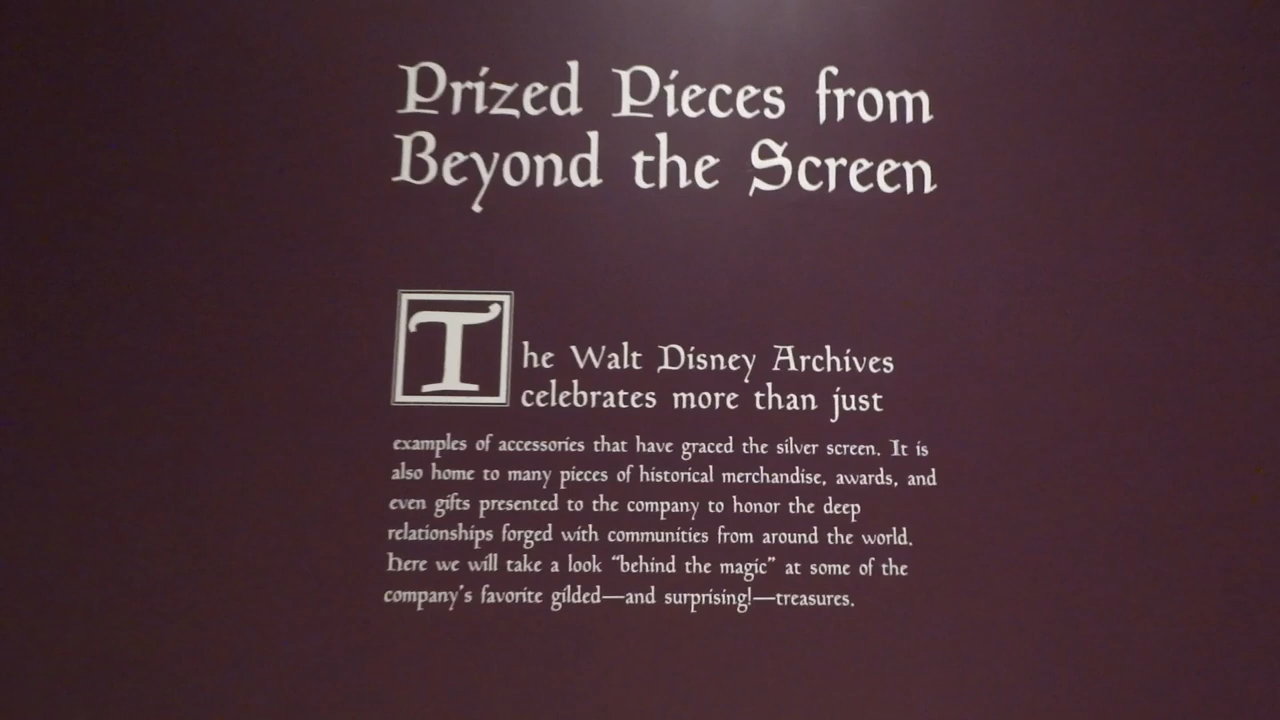 Prized Pieces from
Beyond the Screen
The Walt Disney Archives
celebrates more than just
examples of accessories that have graced the silver screen. It is
also home to many pieces of historical merchandise, awards, and
even gifts presented to the company to honor the deep
relationships forged with communities from around the world.
Here we will take a look “behind the magic” at some of the
company's favorite gilded—and surprising!—treasures.